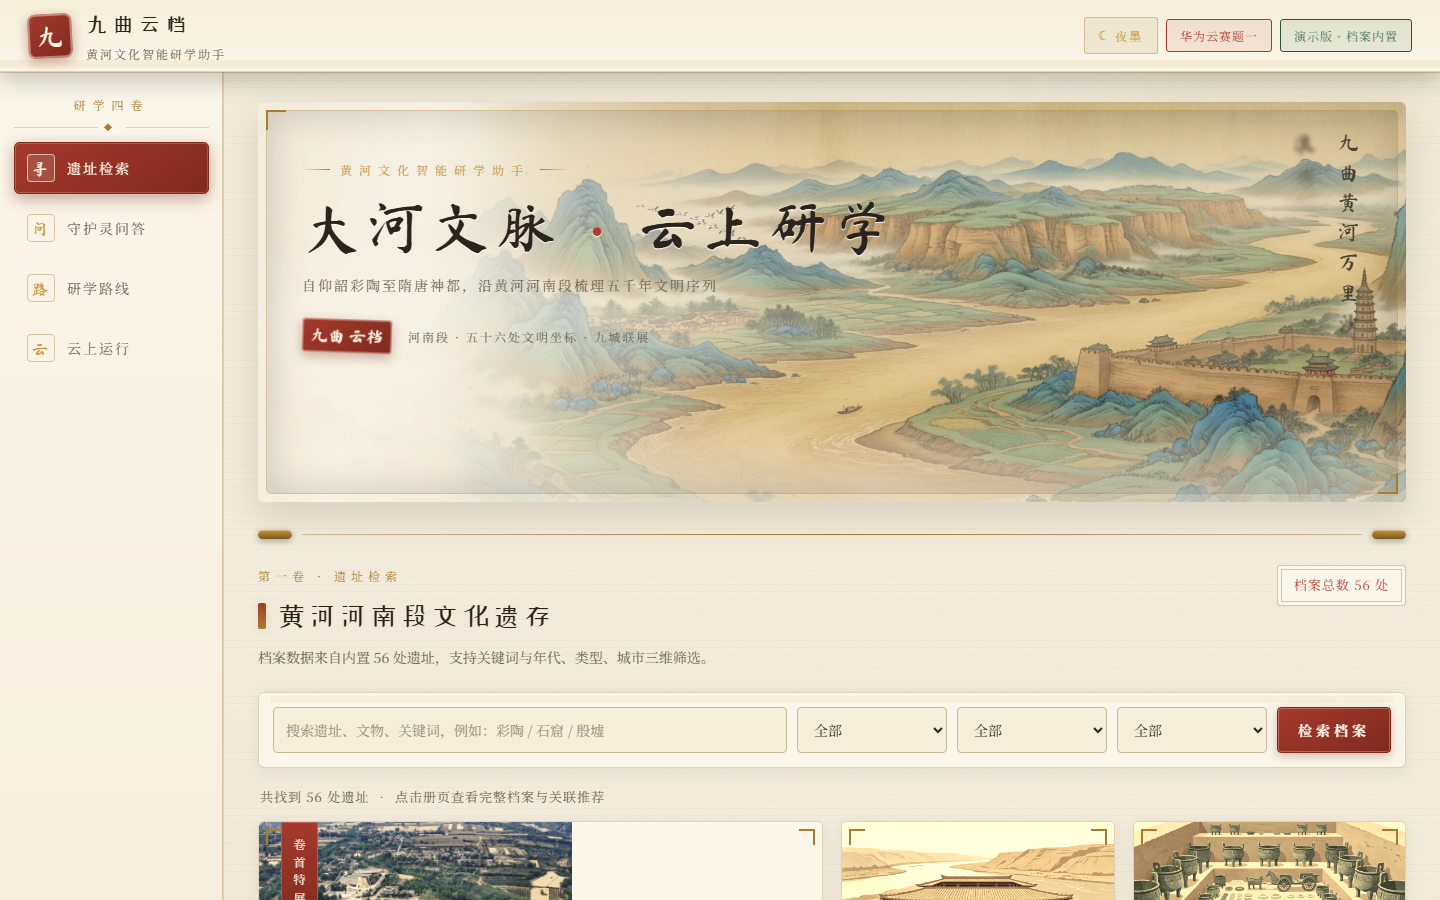 九
九曲云档
黄河文化智能研学助手
☾ 夜墨
华为云赛题一
演示版 · 档案内置
研学四卷
寻 遗址检索
问 守护灵问答
路 研学路线
云 云上运行
黄河文化智能研学助手
大河文脉 · 云上研学
自仰韶彩陶至隋唐神都，沿黄河河南段梳理五千年文明序列
九曲云档
河南段 · 五十六处文明坐标 · 九城联展
九曲黄河万里
第一卷 · 遗址检索
黄河河南段文化遗存
档案总数 56 处
档案数据来自内置 56 处遗址，支持关键词与年代、类型、城市三维筛选。
搜索遗址、文物、关键词，例如：彩陶 / 石窟 / 殷墟
全部
全部
全部
检索档案
共找到 56 处遗址 · 点击册页查看完整档案与关联推荐
卷首特展